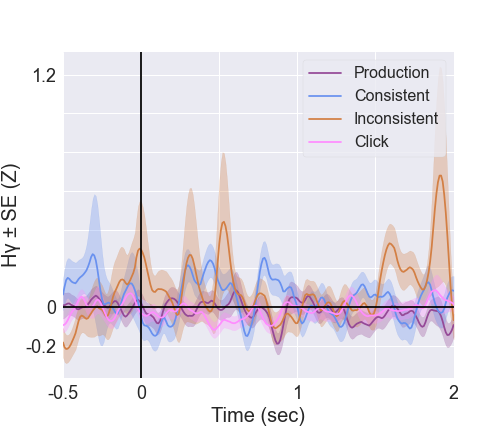 Production
Consistent
Inconsistent
Click
1.2
0
-0.2
Hγ ± SE (Z)
-0.5
0
1
2
Time (sec)